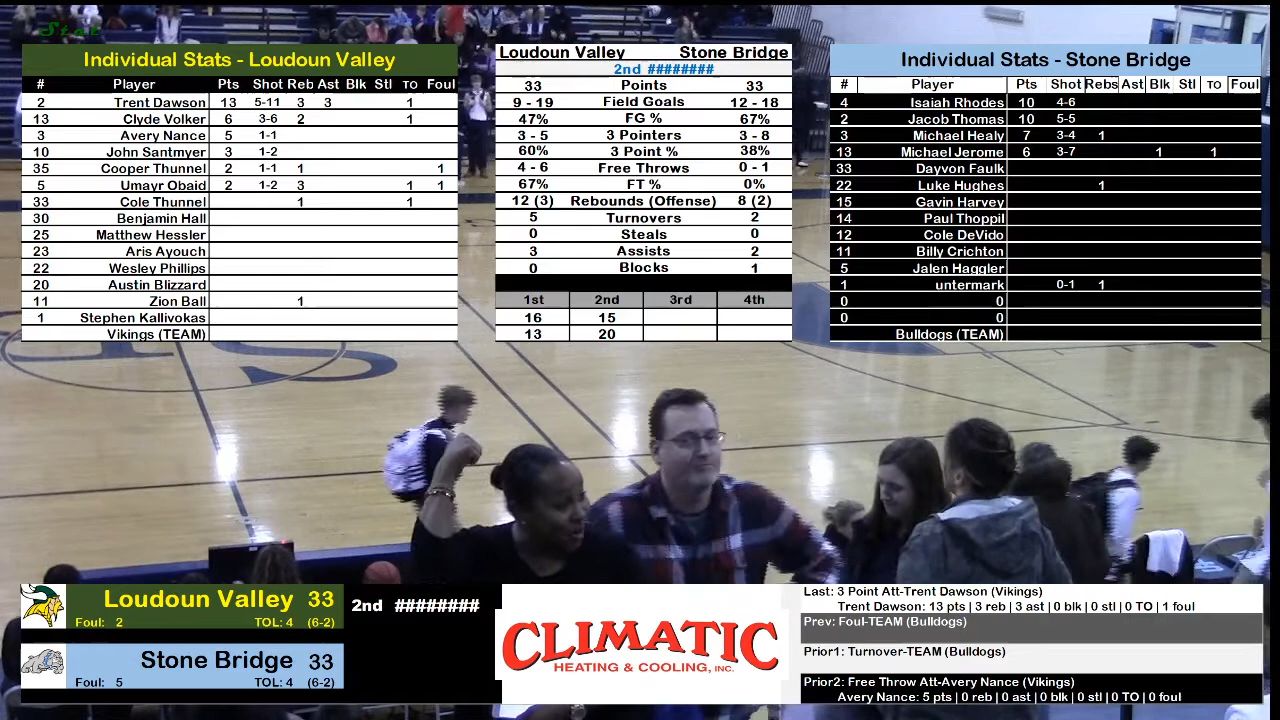 Stat
Individual Stats - Loudoun Valley
# Player Pts Shot Reb Ast Blk Stl TO Foul
2 Trent Dawson 13 5-11 3 3 1
13 Clyde Volker 6 3-6 2 1
3 Avery Nance 5 1-1
10 John Santmyer 3 1-2
35 Cooper Thunnel 2 1-1 1 1
5 Umayr Obaid 2 1-2 3 1 1
33 Cole Thunnel 1 1
30 Benjamin Hall
25 Matthew Hessler
23 Aris Ayouch
22 Wesley Phillips
20 Austin Blizzard
11 Zion Ball 1
1 Stephen Kallivokas
Vikings (TEAM)
Loudoun Valley Stone Bridge
2nd ########
33 Points 33
9 - 19 Field Goals 12 - 18
47% FG % 67%
3 - 5 3 Pointers 3 - 8
60% 3 Point % 38%
4 - 6 Free Throws 0 - 1
67% FT % 0%
12 (3) Rebounds (Offense) 8 (2)
5 Turnovers 2
0 Steals 0
3 Assists 2
0 Blocks 1
1st 2nd 3rd 4th
16 15
13 20
Individual Stats - Stone Bridge
# Player Pts Shot Rebs Ast Blk Stl TO Foul
4 Isaiah Rhodes 10 4-6
2 Jacob Thomas 10 5-5
3 Michael Healy 7 3-4 1
13 Michael Jerome 6 3-7 1 1
33 Dayvon Faulk
22 Luke Hughes 1
15 Gavin Harvey
14 Paul Thoppil
12 Cole DeVido
11 Billy Crichton
5 Jalen Haggler
1 untermark 0-1 1
0 0
0 0
Bulldogs (TEAM)
Loudoun Valley 33
Foul: 2 TOL: 4 (6-2)
Stone Bridge 33
Foul: 5 TOL: 4 (6-2)
2nd ########
CLIMATIC
HEATING & COOLING, INC.
Last: 3 Point Att-Trent Dawson (Vikings)
Trent Dawson: 13 pts | 3 reb | 3 ast | 0 blk | 0 stl | 0 TO | 1 foul
Prev: Foul-TEAM (Bulldogs)
Prior1: Turnover-TEAM (Bulldogs)
Prior2: Free Throw Att-Avery Nance (Vikings)
Avery Nance: 5 pts | 0 reb | 0 ast | 0 blk | 0 stl | 0 TO | 0 foul